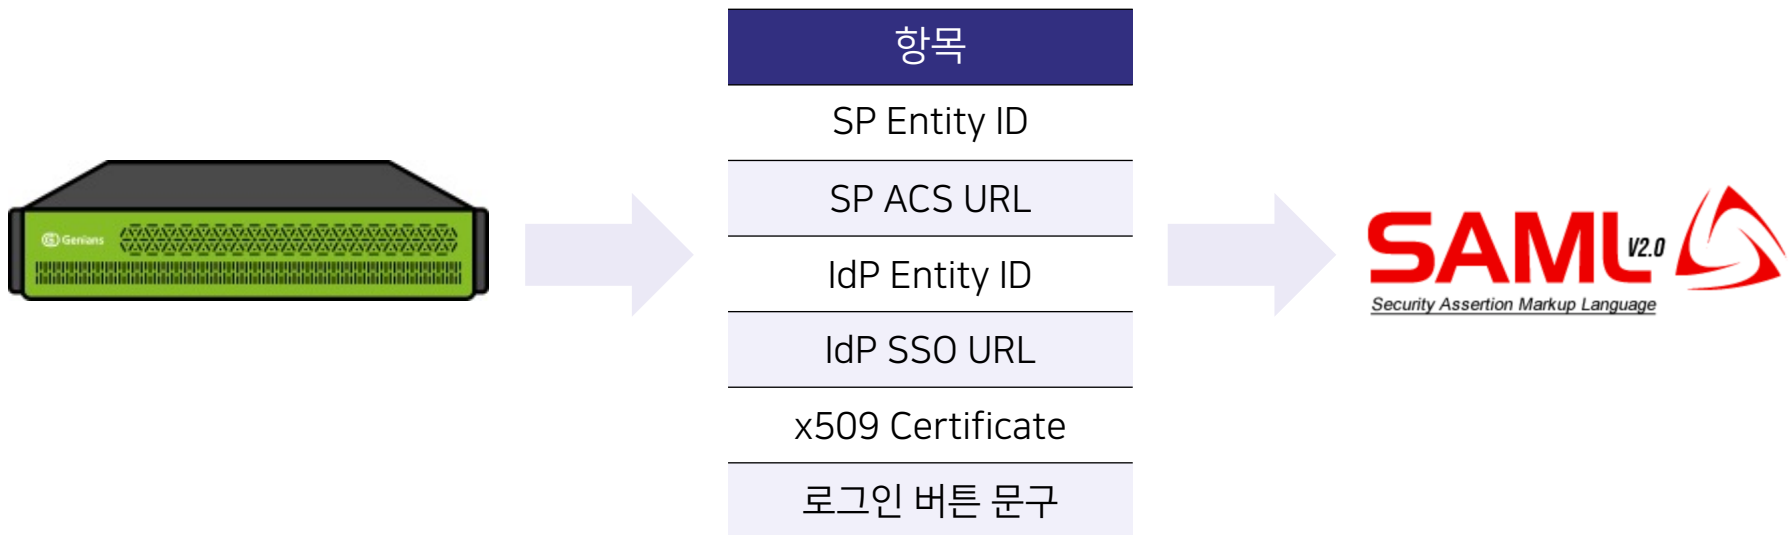 Genians
항목
SP Entity ID
SP ACS URL
IdP Entity ID
IdP SSO URL
x509 Certificate
로그인 버튼 문구
SAML V2.0
Security Assertion Markup Language